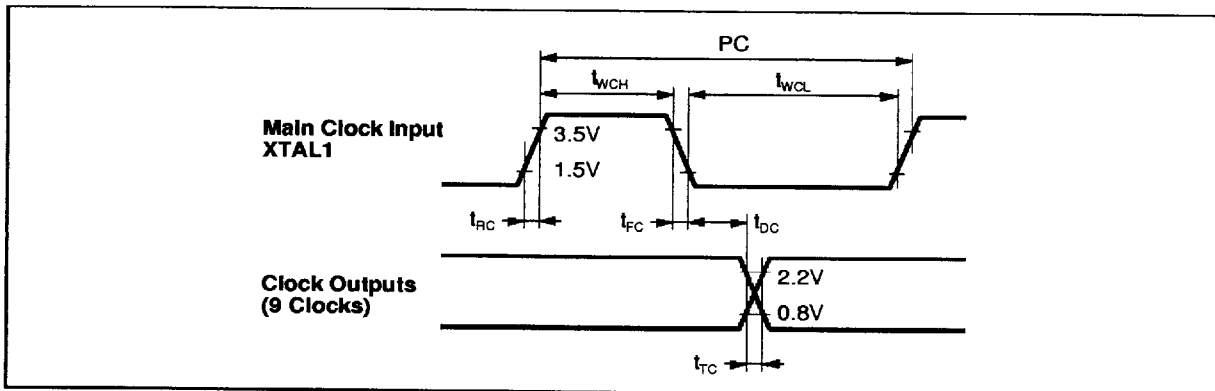 PC
tWCH
tWCL
Main Clock Input
XTAL1
3.5V
1.5V
tRC
tFC
tDC
Clock Outputs
(9 Clocks)
2.2V
0.8V
tTC